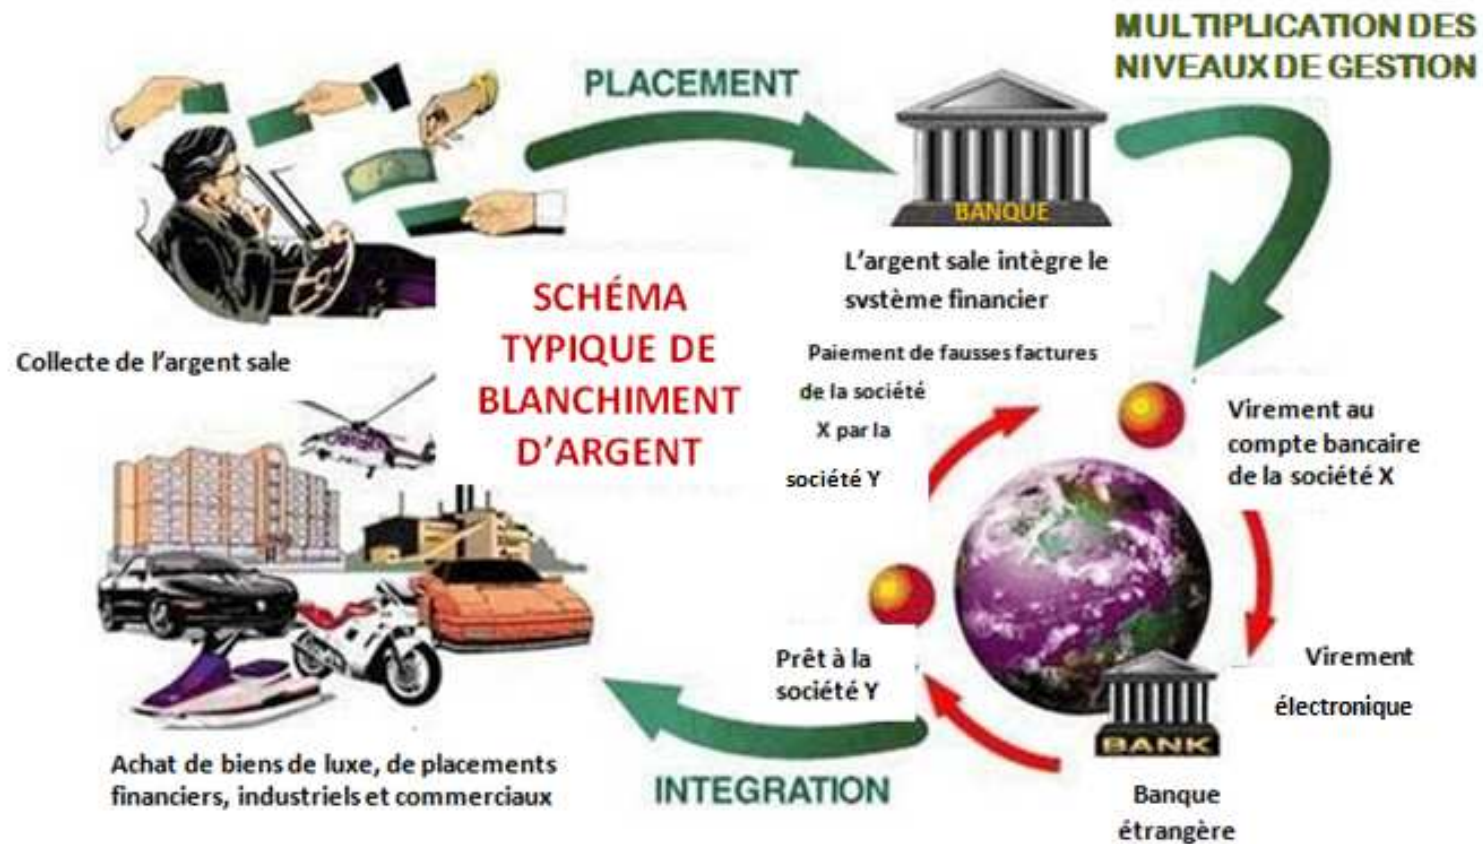 MULTIPLICATION DES
NIVEAUX DE GESTION
PLACEMENT
BANQUE
L'argent sale intègre le
système financier
SCHÉMA
TYPIQUE DE
BLANCHIMENT
D'ARGENT
Collecte de l'argent sale
Paiement de fausses factures
de la société
X par la
société Y
Virement au
compte bancaire
de la société X
Virement
électronique
Prêt à la
société Y
BANK
Banque
étrangère
INTEGRATION
Achat de biens de luxe, de placements
financiers, industriels et commerciaux